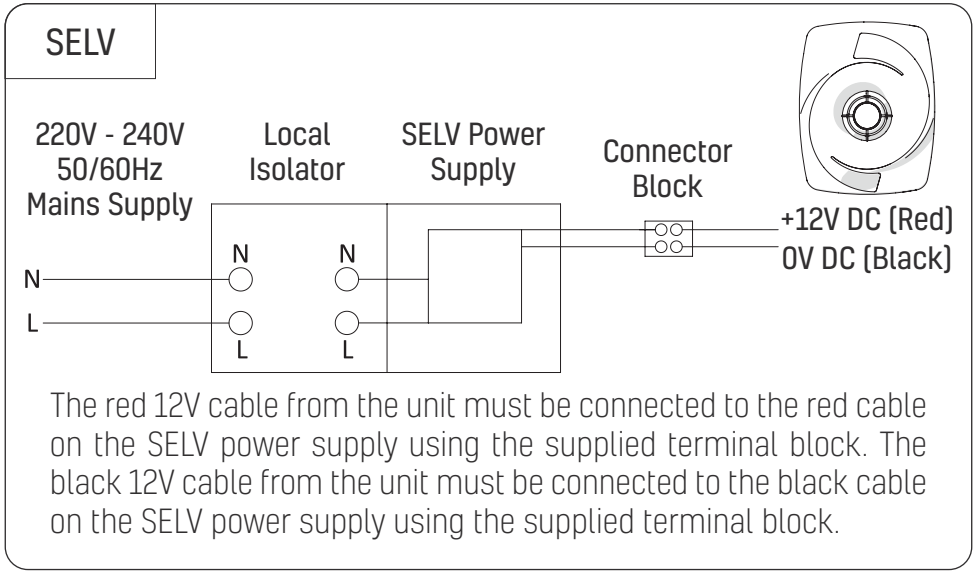 SELV
220V - 240V
50/60Hz
Mains Supply
Local
Isolator
SELV Power
Supply
Connector
Block
+12V DC (Red)
0V DC (Black)
N
N
N
L
L
L
The red 12V cable from the unit must be connected to the red cable
on the SELV power supply using the supplied terminal block. The
black 12V cable from the unit must be connected to the black cable
on the SELV power supply using the supplied terminal block.